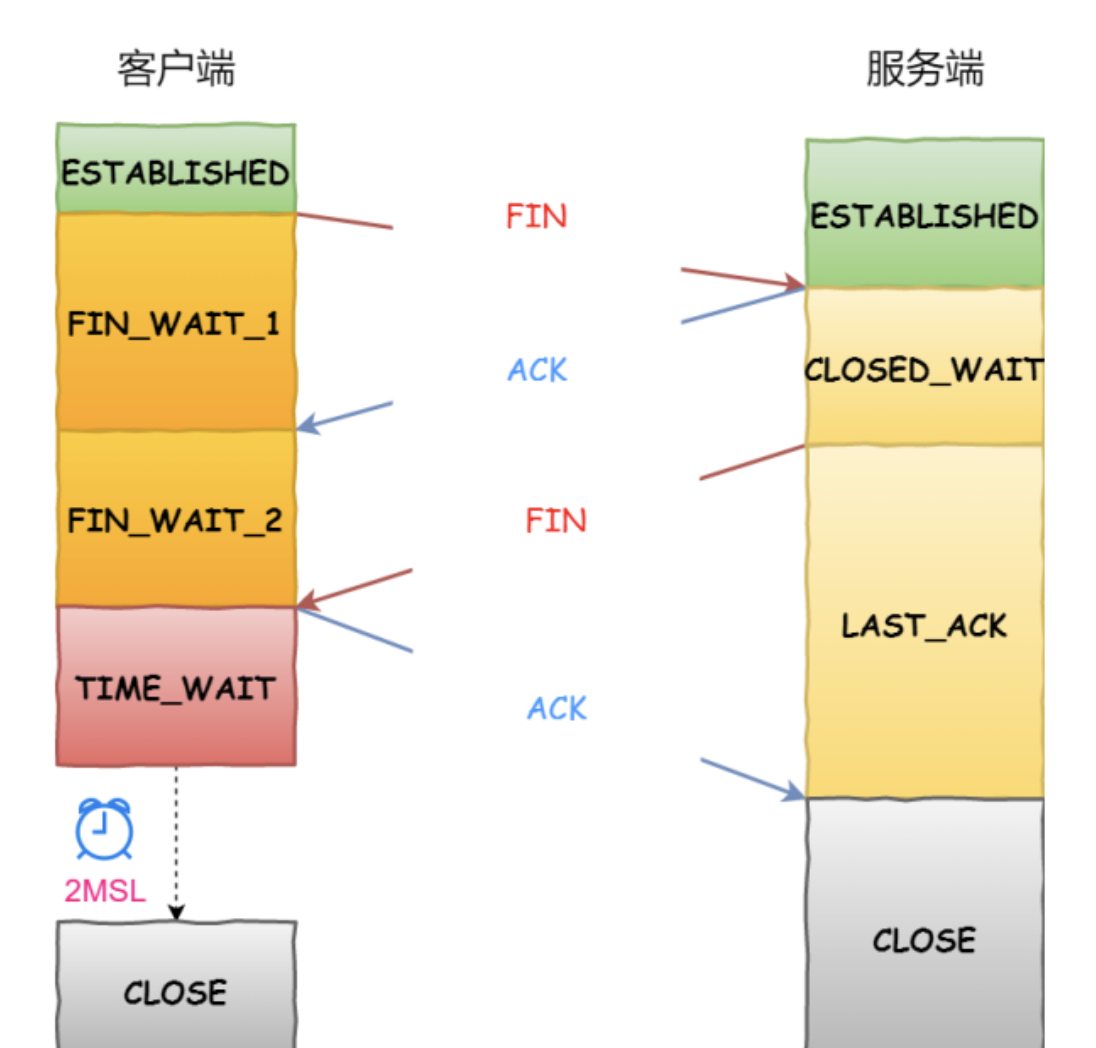 客户端
服务端
ESTABLISHED
FIN
ESTABLISHED
FIN_WAIT_1
ACK
CLOSED_WAIT
FIN_WAIT_2
FIN
LAST_ACK
TIME_WAIT
ACK
2MSL
CLOSE
CLOSE